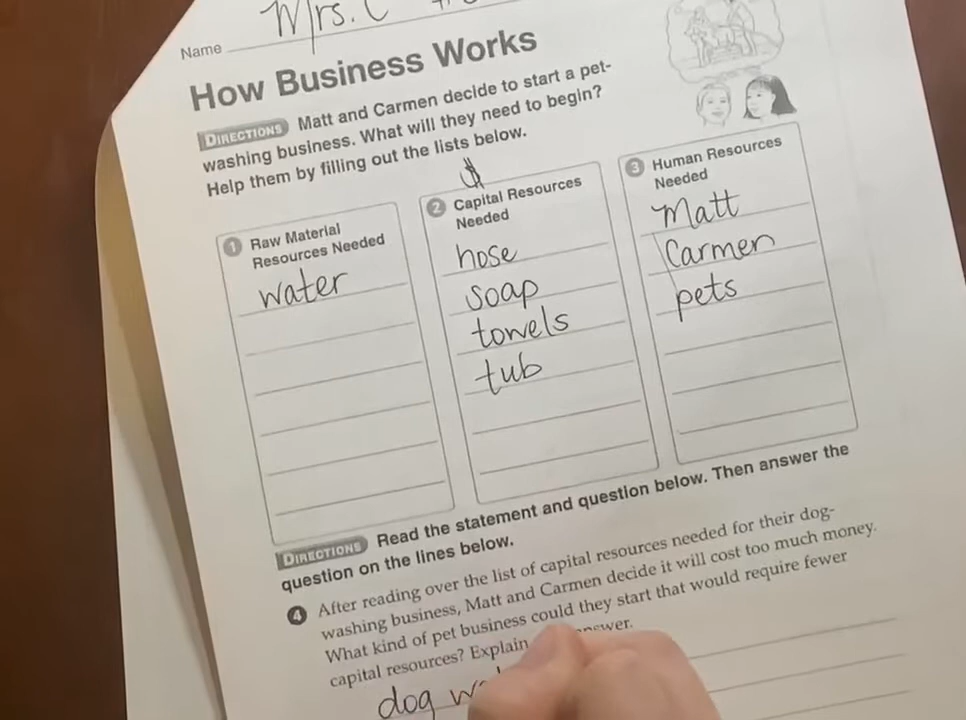 Name Mrs. C
How Business Works
DIRECTIONS Matt and Carmen decide to start a pet-
washing business. What will they need to begin?
Help them by filling out the lists below.
1 Raw Material
Resources Needed
water
$
2 Capital Resources
Needed
hose
soap
towels
tub
3 Human Resources
Needed
Matt
Carmen
pets
DIRECTIONS Read the statement and question below. Then answer the
question on the lines below.
4 After reading over the list of capital resources needed for their dog-
washing business, Matt and Carmen decide it will cost too much money.
What kind of pet business could they start that would require fewer
capital resources? Explain answer.
dog